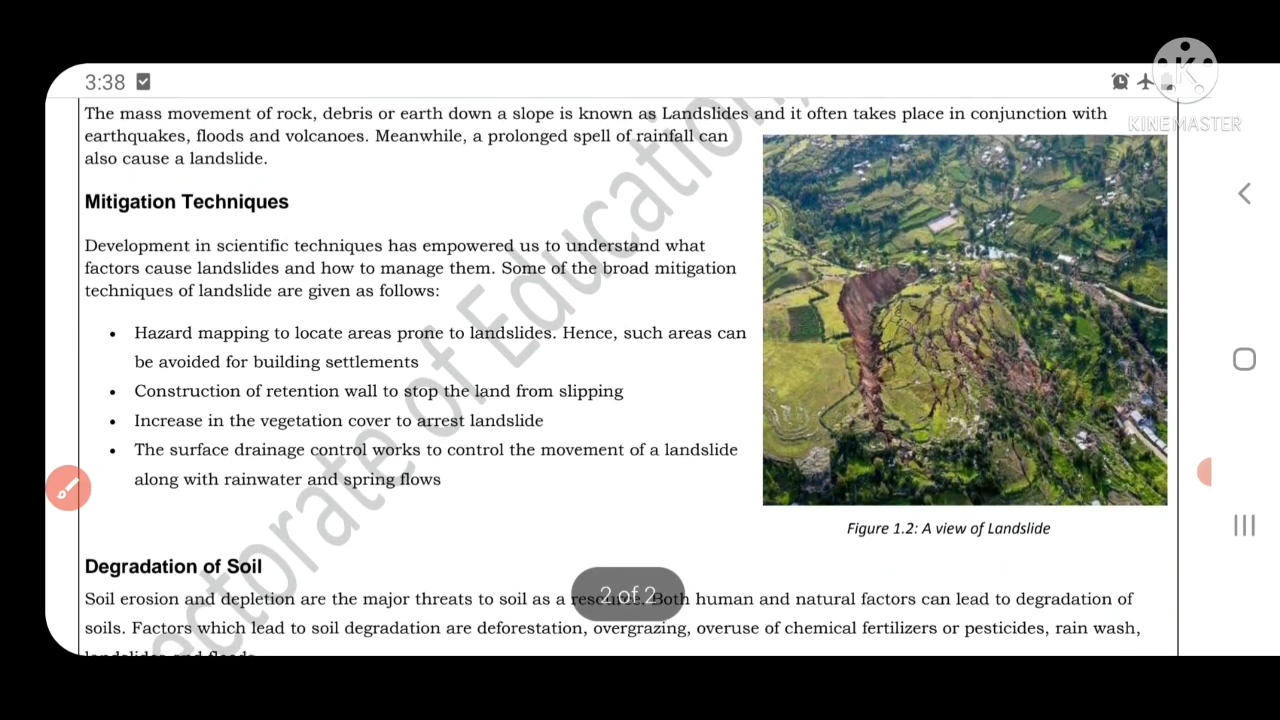 3:38
KINEMASTER
The mass movement of rock, debris or earth down a slope is known as Landslides and it often takes place in conjunction with
earthquakes, floods and volcanoes. Meanwhile, a prolonged spell of rainfall can
also cause a landslide.
Mitigation Techniques
Development in scientific techniques has empowered us to understand what
factors cause landslides and how to manage them. Some of the broad mitigation
techniques of landslide are given as follows:
• Hazard mapping to locate areas prone to landslides. Hence, such areas can
be avoided for building settlements
• Construction of retention wall to stop the land from slipping
• Increase in the vegetation cover to arrest landslide
• The surface drainage control works to control the movement of a landslide
along with rainwater and spring flows
Figure 1.2: A view of Landslide
Degradation of Soil
Soil erosion and depletion are the major threats to soil as a resource. Both human and natural factors can lead to degradation of
2 of 2
soils. Factors which lead to soil degradation are deforestation, overgrazing, overuse of chemical fertilizers or pesticides, rain wash,
landslides and floods
ectorate of Education
K